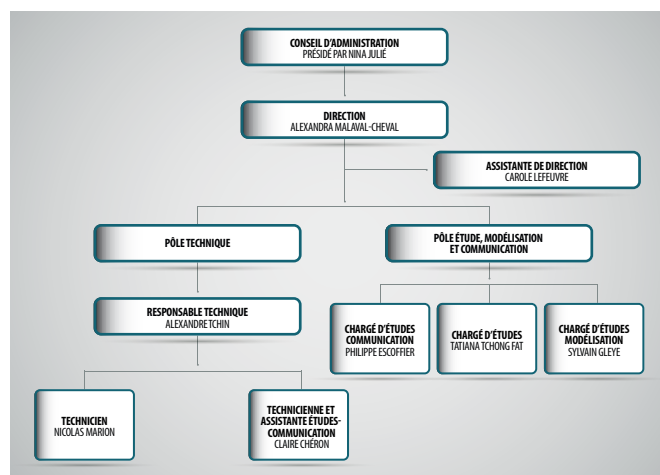 CONSEIL D'ADMINISTRATION
PRÉSIDÉ PAR NINA JULIÉ
DIRECTION
ALEXANDRA MALAVAL-CHEVAL
ASSISTANTE DE DIRECTION
CAROLE LEFEUVRE
PÔLE TECHNIQUE
PÔLE ÉTUDE, MODÉLISATION
ET COMMUNICATION
RESPONSABLE TECHNIQUE
ALEXANDRE TCHIN
CHARGÉ D'ÉTUDES
COMMUNICATION
PHILIPPE ESCOFFIER
CHARGÉ D'ÉTUDES
TATIANA TCHONG FAT
CHARGÉ D'ÉTUDES
MODÉLISATION
SYLVAIN GLEYE
TECHNICIEN
NICOLAS MARION
TECHNICIENNE ET
ASSISTANTE ÉTUDES-
COMMUNICATION
CLAIRE CHÉRON